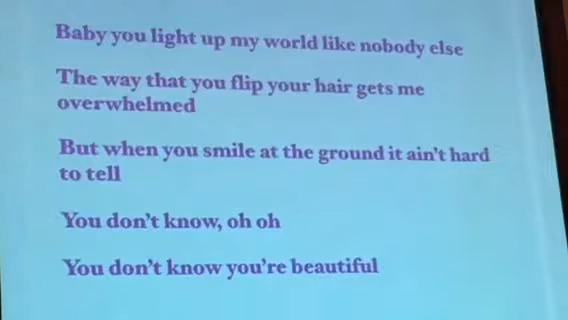 Baby you light up my world like nobody else
The way that you flip your hair gets me
overwhelmed
But when you smile at the ground it ain't hard
to tell
You don't know, oh oh
You don't know you're beautiful